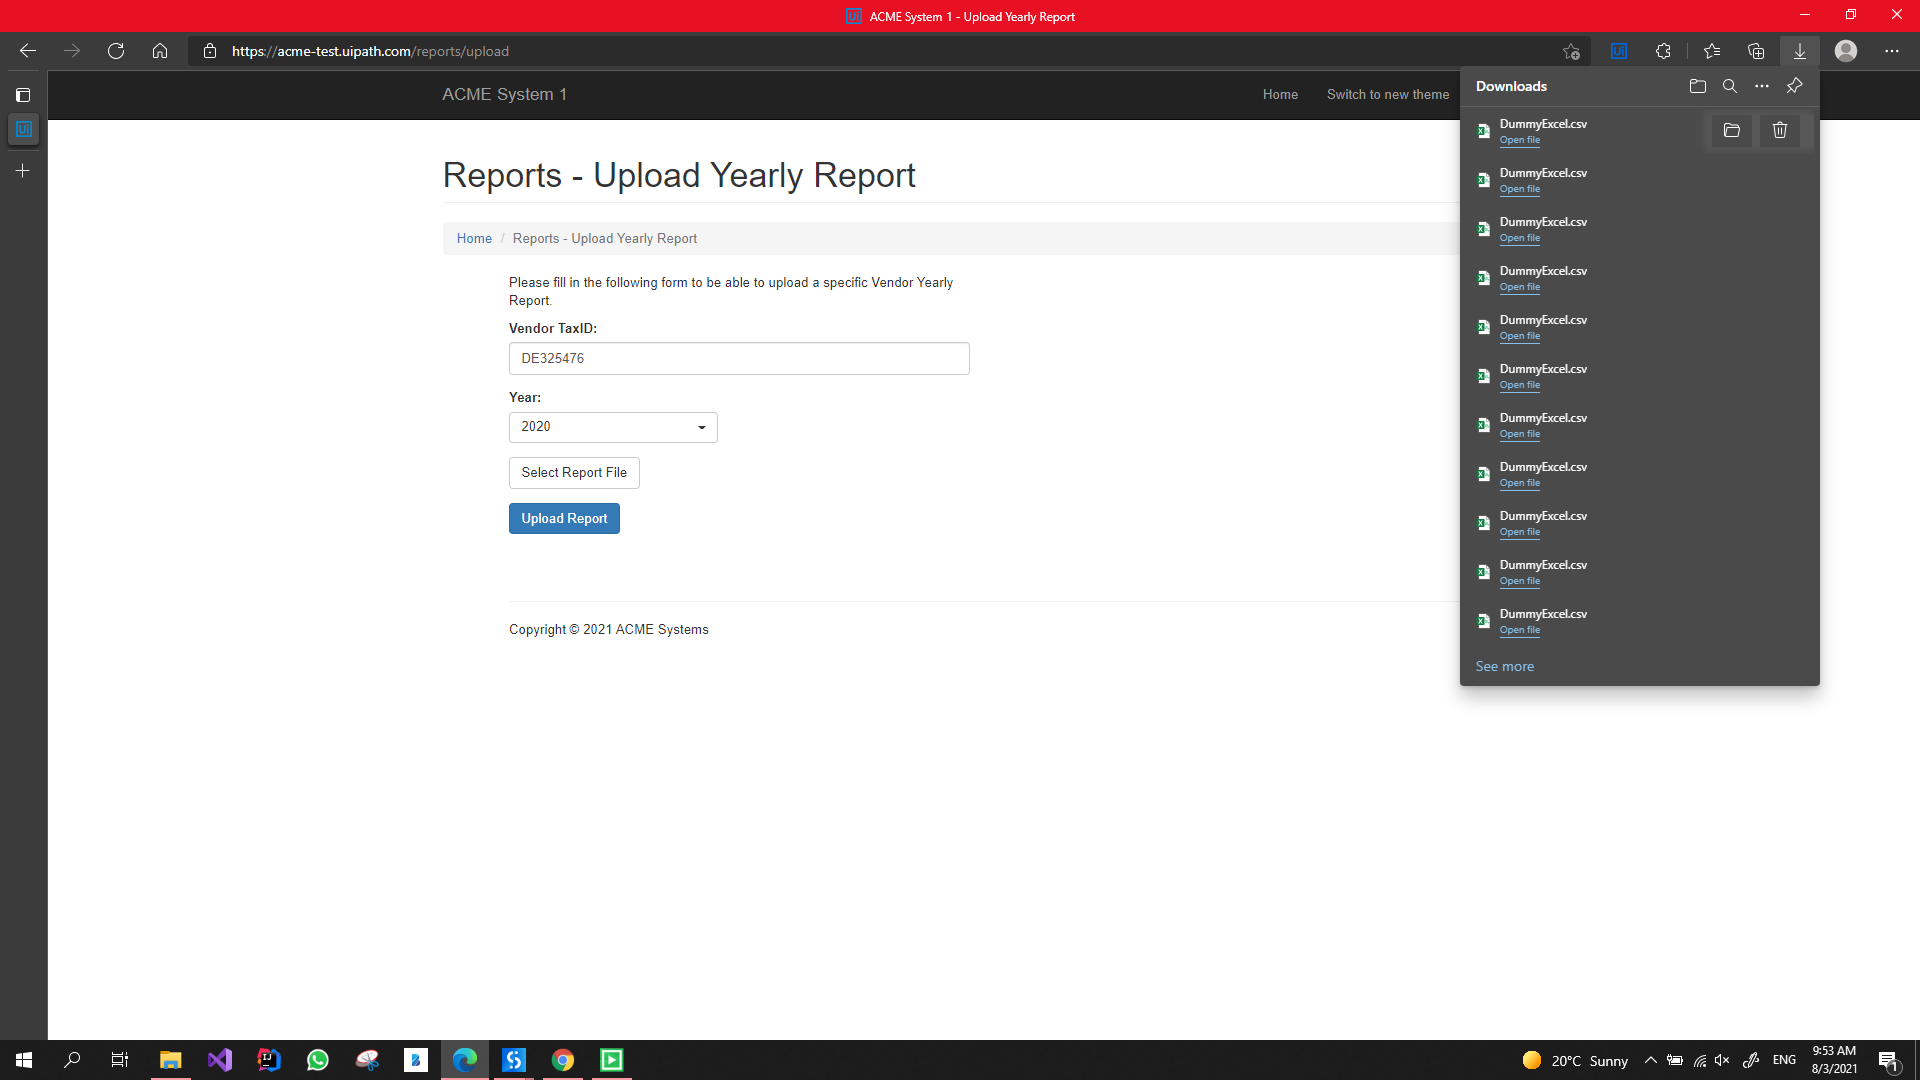 ACME System 1 - Upload Yearly Report
https://acme-test.uipath.com/reports/upload
ACME System 1
Home
Switch to new theme
Reports - Upload Yearly Report
Home / Reports - Upload Yearly Report
Please fill in the following form to be able to upload a specific Vendor Yearly
Report.
Vendor TaxID:
DE325476
Year:
2020
Select Report File
Upload Report
Copyright © 2021 ACME Systems
Downloads
DummyExcel.csv
Open file
DummyExcel.csv
Open file
DummyExcel.csv
Open file
DummyExcel.csv
Open file
DummyExcel.csv
Open file
DummyExcel.csv
Open file
DummyExcel.csv
Open file
DummyExcel.csv
Open file
DummyExcel.csv
Open file
DummyExcel.csv
Open file
DummyExcel.csv
Open file
See more
20°C Sunny
ENG
9:53 AM
8/3/2021
1